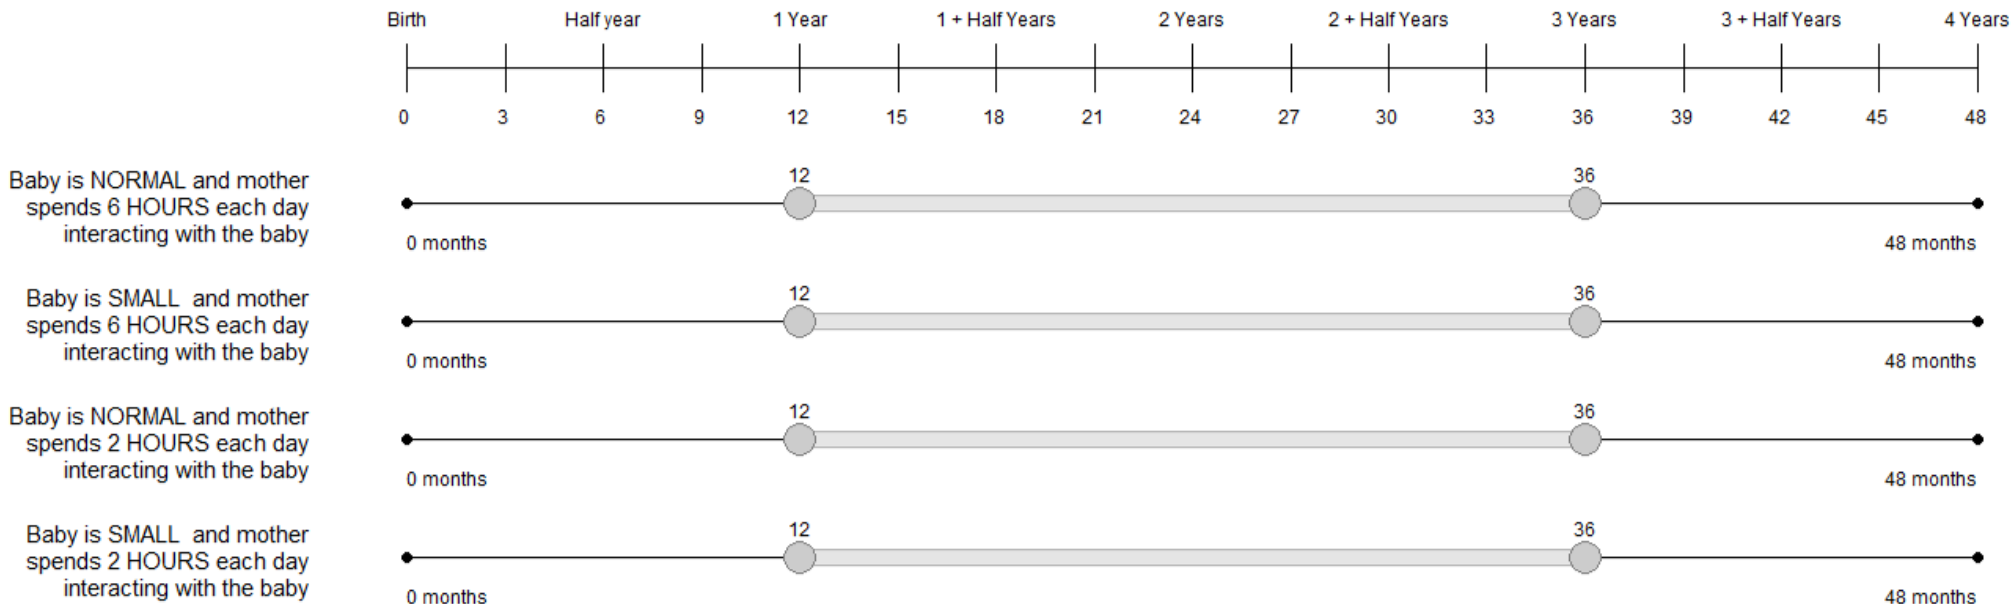 Birth Half year 1 Year 1 + Half Years 2 Years 2 + Half Years 3 Years 3 + Half Years 4 Years
0 3 6 9 12 15 18 21 24 27 30 33 36 39 42 45 48
Baby is NORMAL and mother
spends 6 HOURS each day
interacting with the baby
12 36
0 months 48 months
Baby is SMALL and mother
spends 6 HOURS each day
interacting with the baby
12 36
0 months 48 months
Baby is NORMAL and mother
spends 2 HOURS each day
interacting with the baby
12 36
0 months 48 months
Baby is SMALL and mother
spends 2 HOURS each day
interacting with the baby
12 36
0 months 48 months